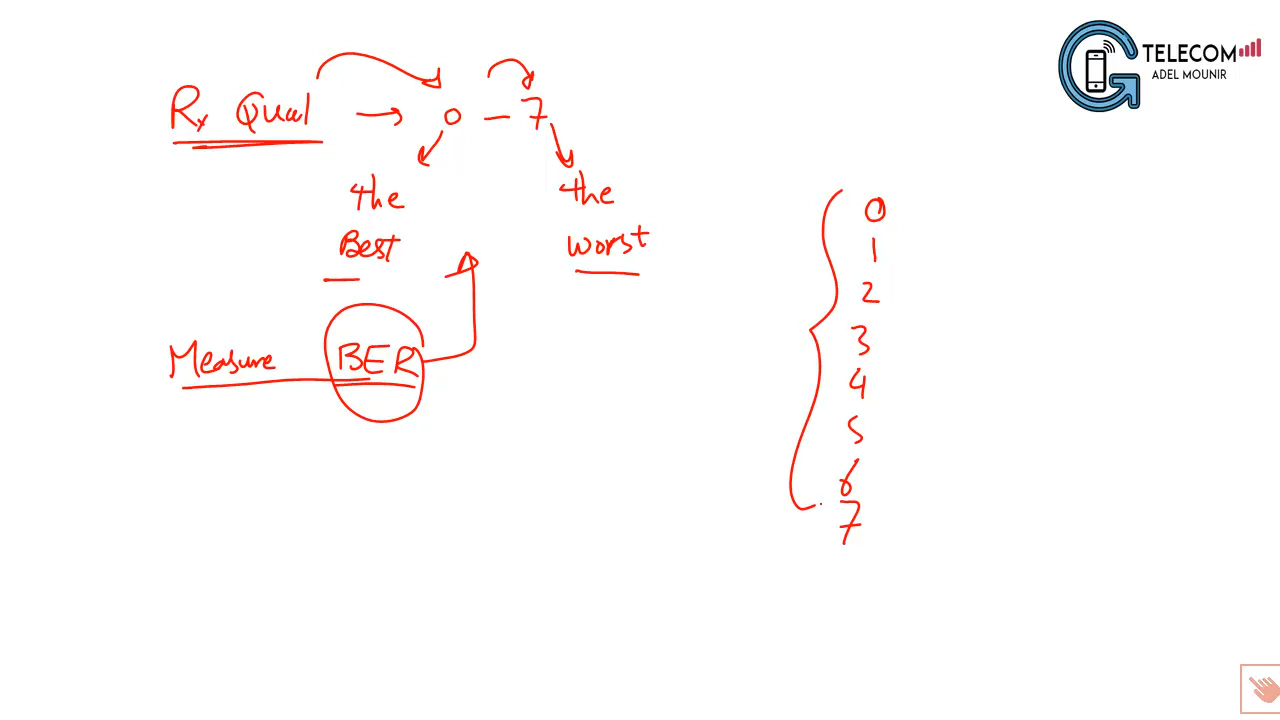 TELECOM
ADEL MOUNIR
Rx Qual → 0 – 7
the
Best
the
worst
Measure BER
0
1
2
3
4
5
6
7